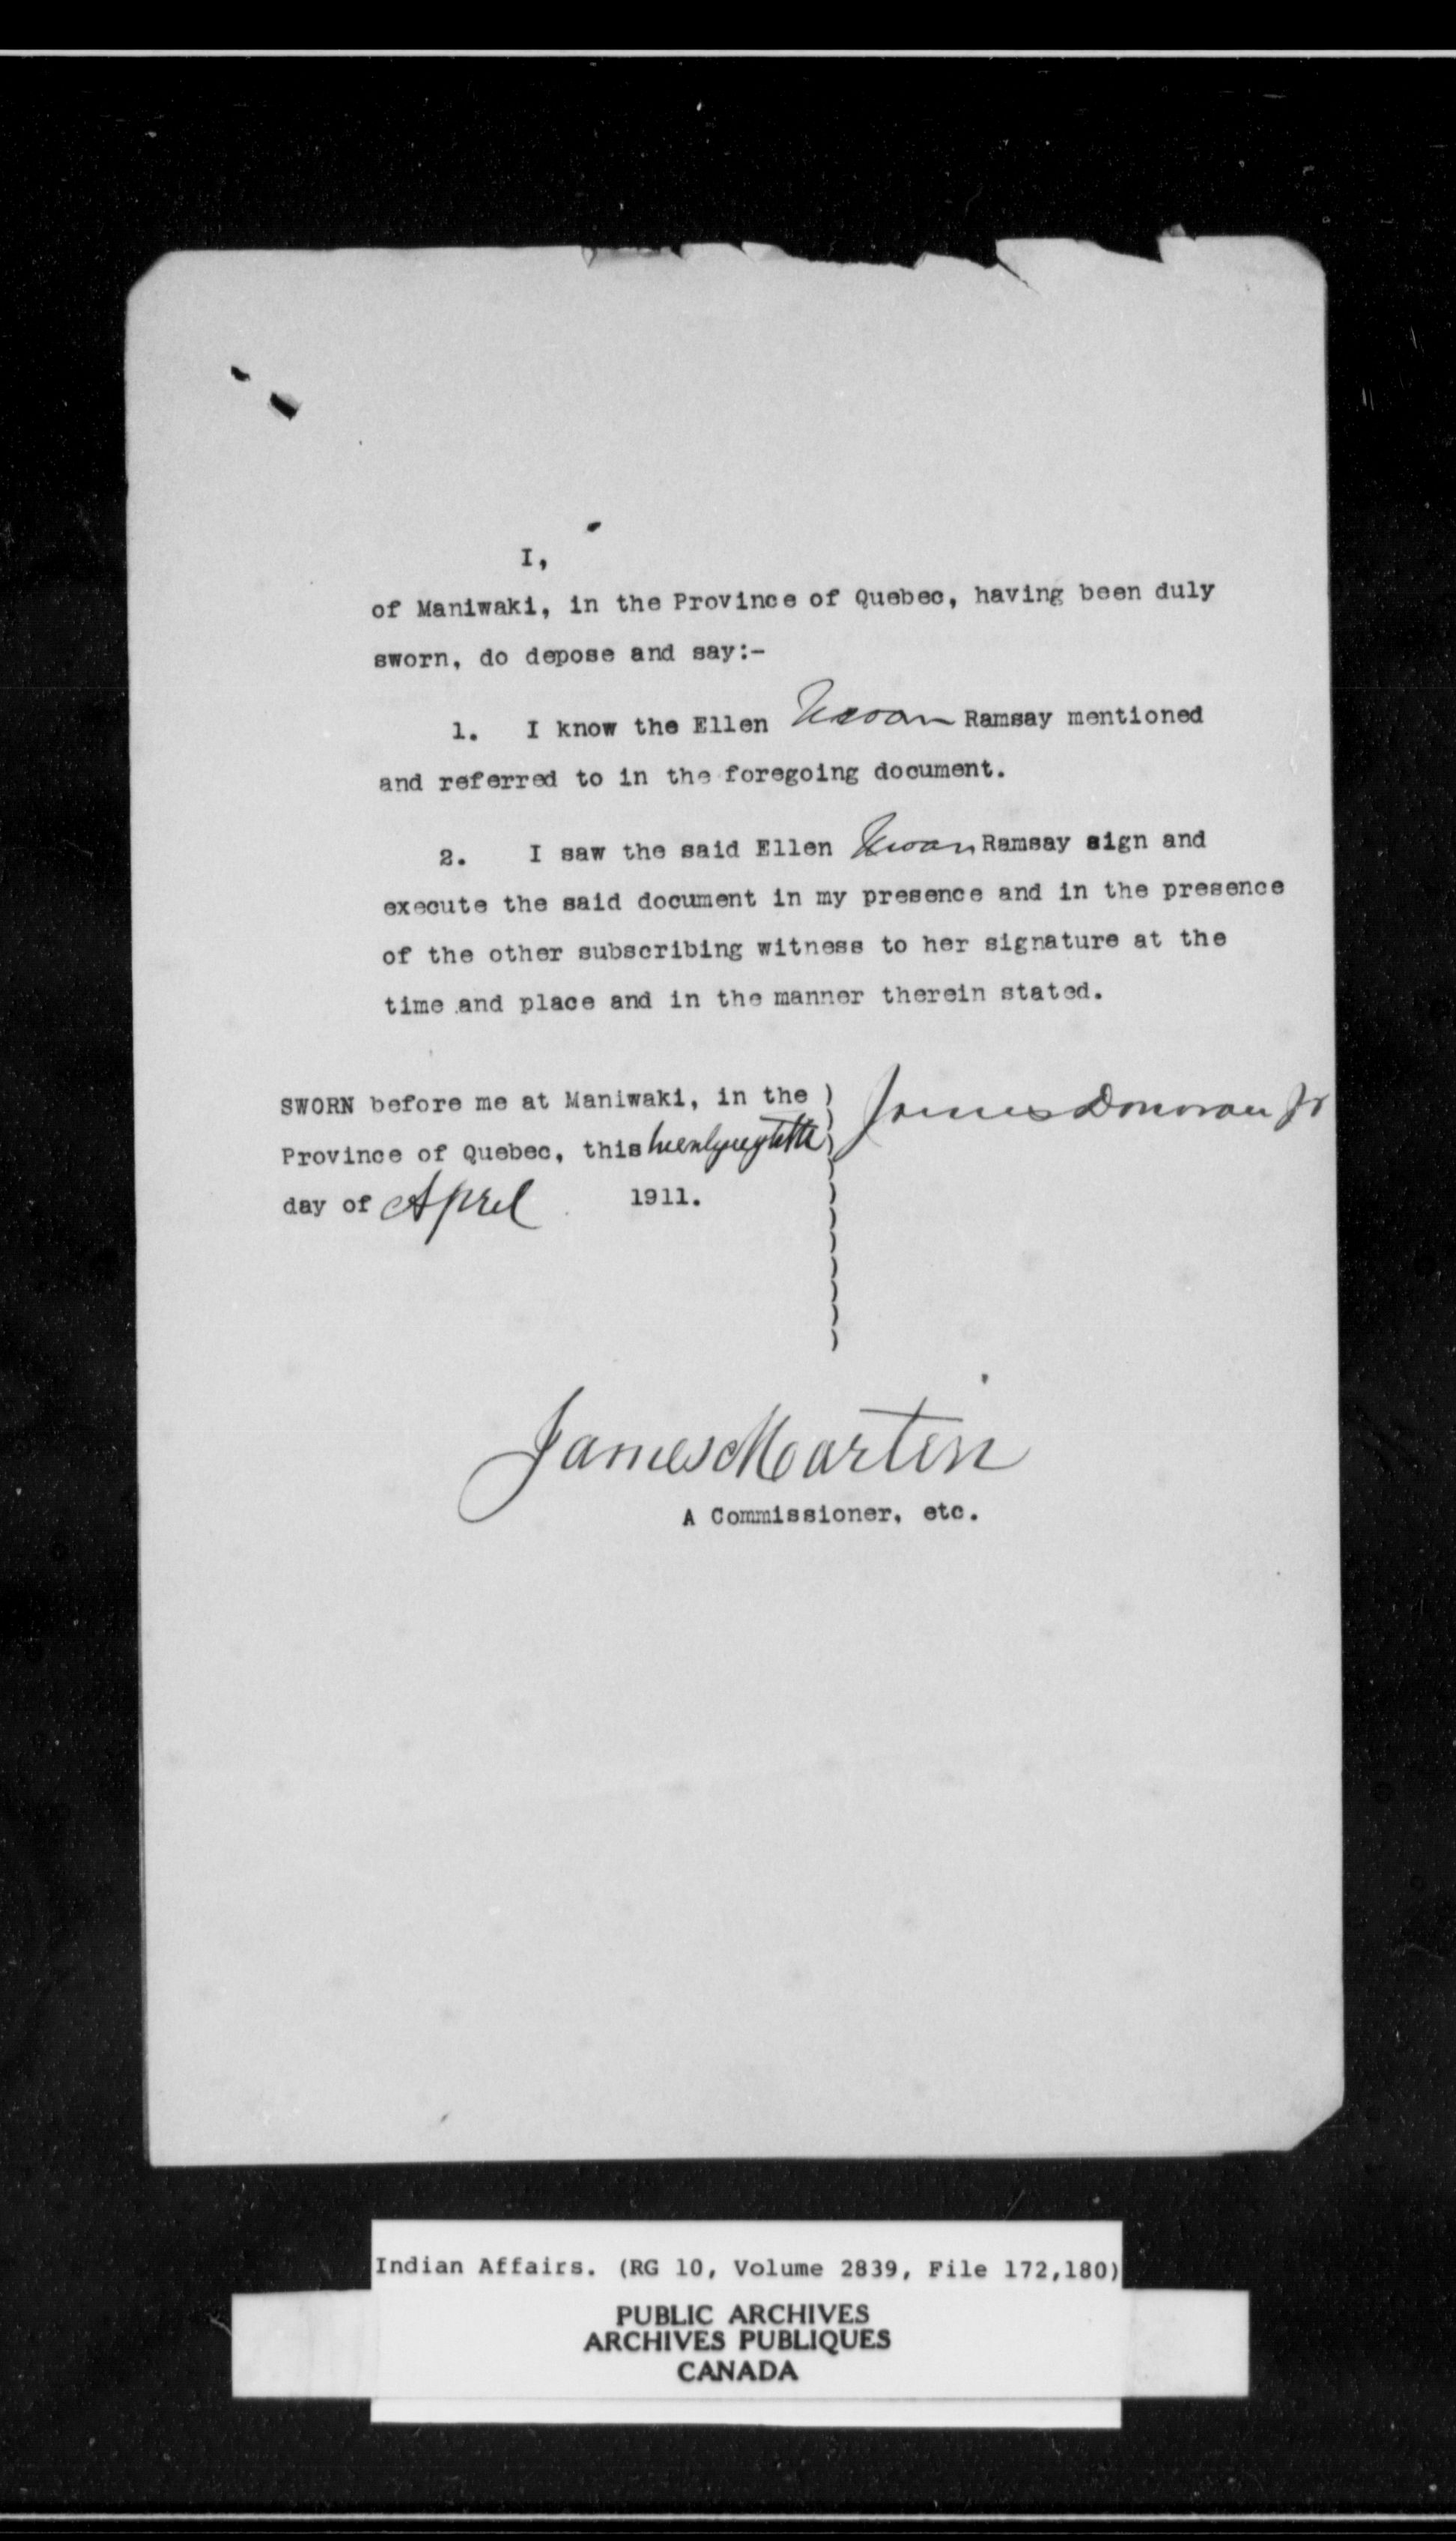 I,
of Maniwaki, in the Province of Quebec, having been duly
sworn, do depose and say:-
1. I know the Ellen Ramsay mentioned
and referred to in the foregoing document.
2. I saw the said Ellen Ramsay sign and
execute the said document in my presence and in the presence
of the other subscribing witness to her signature at the
time and place and in the manner therein stated.
SWORN before me at Maniwaki, in the )
Province of Quebec, this twentyeighth
day of April 1911.
James Donovan Jr
James Martin
A Commissioner, etc.
Indian Affairs. (RG 10, Volume 2839, File 172,180)
PUBLIC ARCHIVES
ARCHIVES PUBLIQUES
CANADA